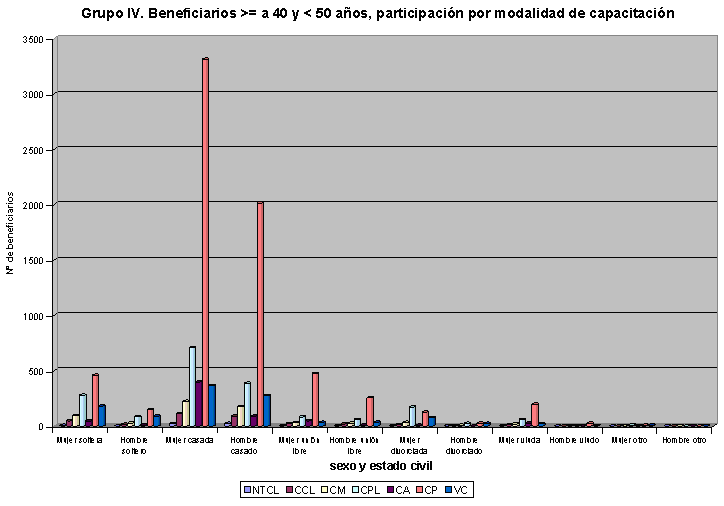 Grupo IV. Beneficiarios >= a 40 y < 50 años, participación por modalidad de capacitación
3500
3000
2500
2000
1500
1000
500
0
Nº de beneficiarios
Mujer soltera
Hombre soltero
Mujer casada
Hombre casado
Mujer unión libre
Hombre unión libre
Mujer divorciada
Hombre divorciado
Mujer viuda
Hombre viudo
Mujer otro
Hombre otro
sexo y estado civil
NTCL CCL CM CPL CA CP VC